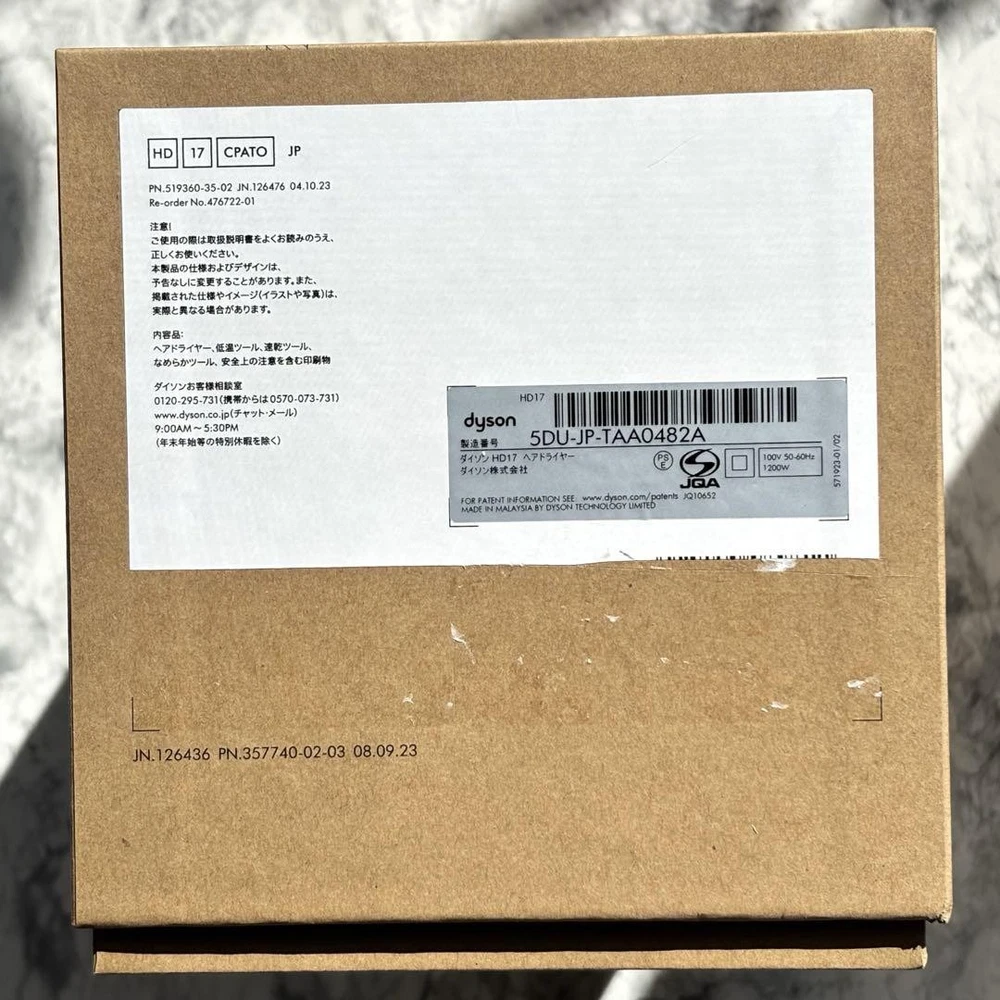 HD 17 CPATO JP
PN.519360-35-02 JN.126476 04.10.23
Re-order No.476722-01
注意!
ご使用の際は取扱説明書をよくお読みのうえ、
正しくお使いください。
本製品の仕様およびデザインは、
予告なしに変更することがあります。また、
掲載された仕様やイメージ(イラストや写真)は、
実際と異なる場合があります。
内容品:
ヘアドライヤー、低温ツール、速乾ツール、
なめらかツール、安全上の注意を含む印刷物
ダイソンお客様相談室
0120-295-731(携帯からは0570-073-731)
www.dyson.co.jp(チャット・メール)
9:00AM～5:30PM
(年末年始等の特別休暇を除く)
HD17
dyson
製造番号 5DU-JP-TAA0482A
ダイソン HD17 ヘアドライヤー
ダイソン株式会社
PS
E
JQA
100V 50-60Hz
1200W
FOR PATENT INFORMATION SEE: www.dyson.com/patents JQ10652
MADE IN MALAYSIA BY DYSON TECHNOLOGY LIMITED
571923-01/02
JN.126436 PN.357740-02-03 08.09.23